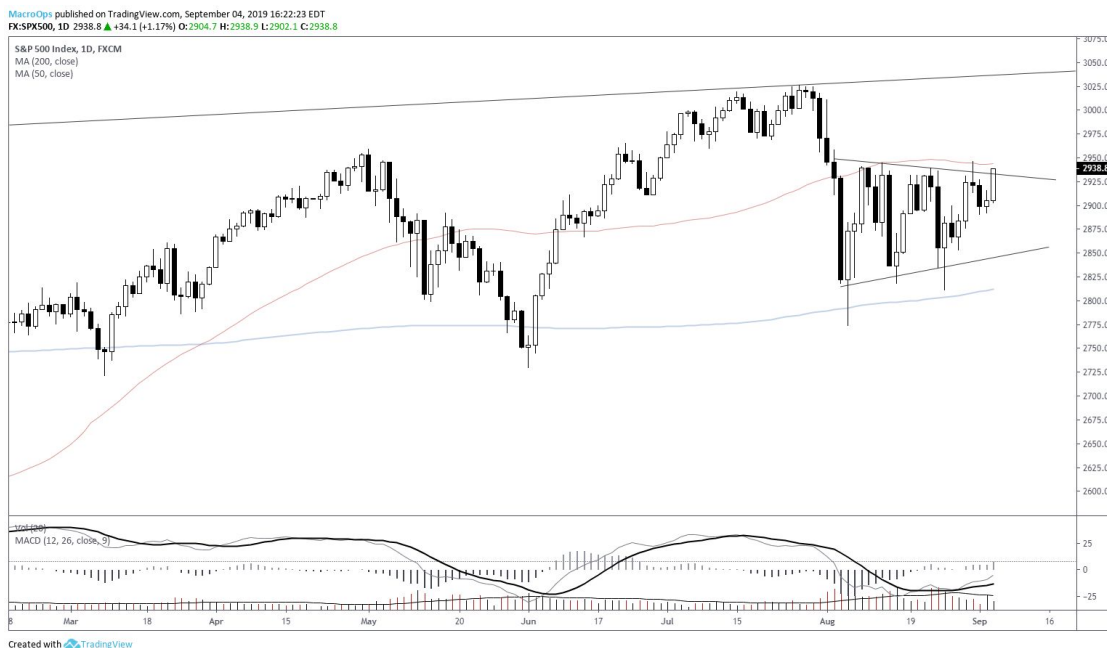 MacroOps published on TradingView.com, September 04, 2019 16:22:23 EDT
FX:SPX500, 1D 2938.8 ▲ +34.1 (+1.17%) O:2904.7 H:2938.9 L:2902.1 C:2938.8
S&P 500 Index, 1D, FXCM
MA (200, close)
MA (50, close)
3075.0
3050.0
3025.0
3000.0
2975.0
2950.0
2938.8
2925.0
2900.0
2875.0
2850.0
2825.0
2800.0
2775.0
2750.0
2725.0
2700.0
2675.0
2650.0
2625.0
2600.0
Vol (20)
MACD (12, 26, close, 9)
25
0
-25
8 Mar 18 Apr 15 May 20 Jun 17 Jul 15 Aug 19 Sep 16
Created with TradingView